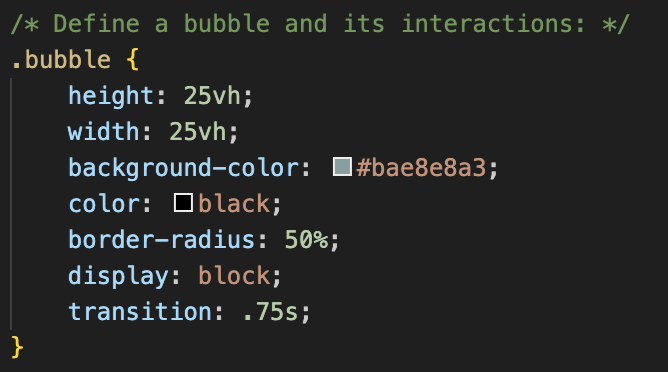 /* Define a bubble and its interactions: */
.bubble {
    height: 25vh;
    width: 25vh;
    background-color: #bae8e8a3;
    color: black;
    border-radius: 50%;
    display: block;
    transition: .75s;
}